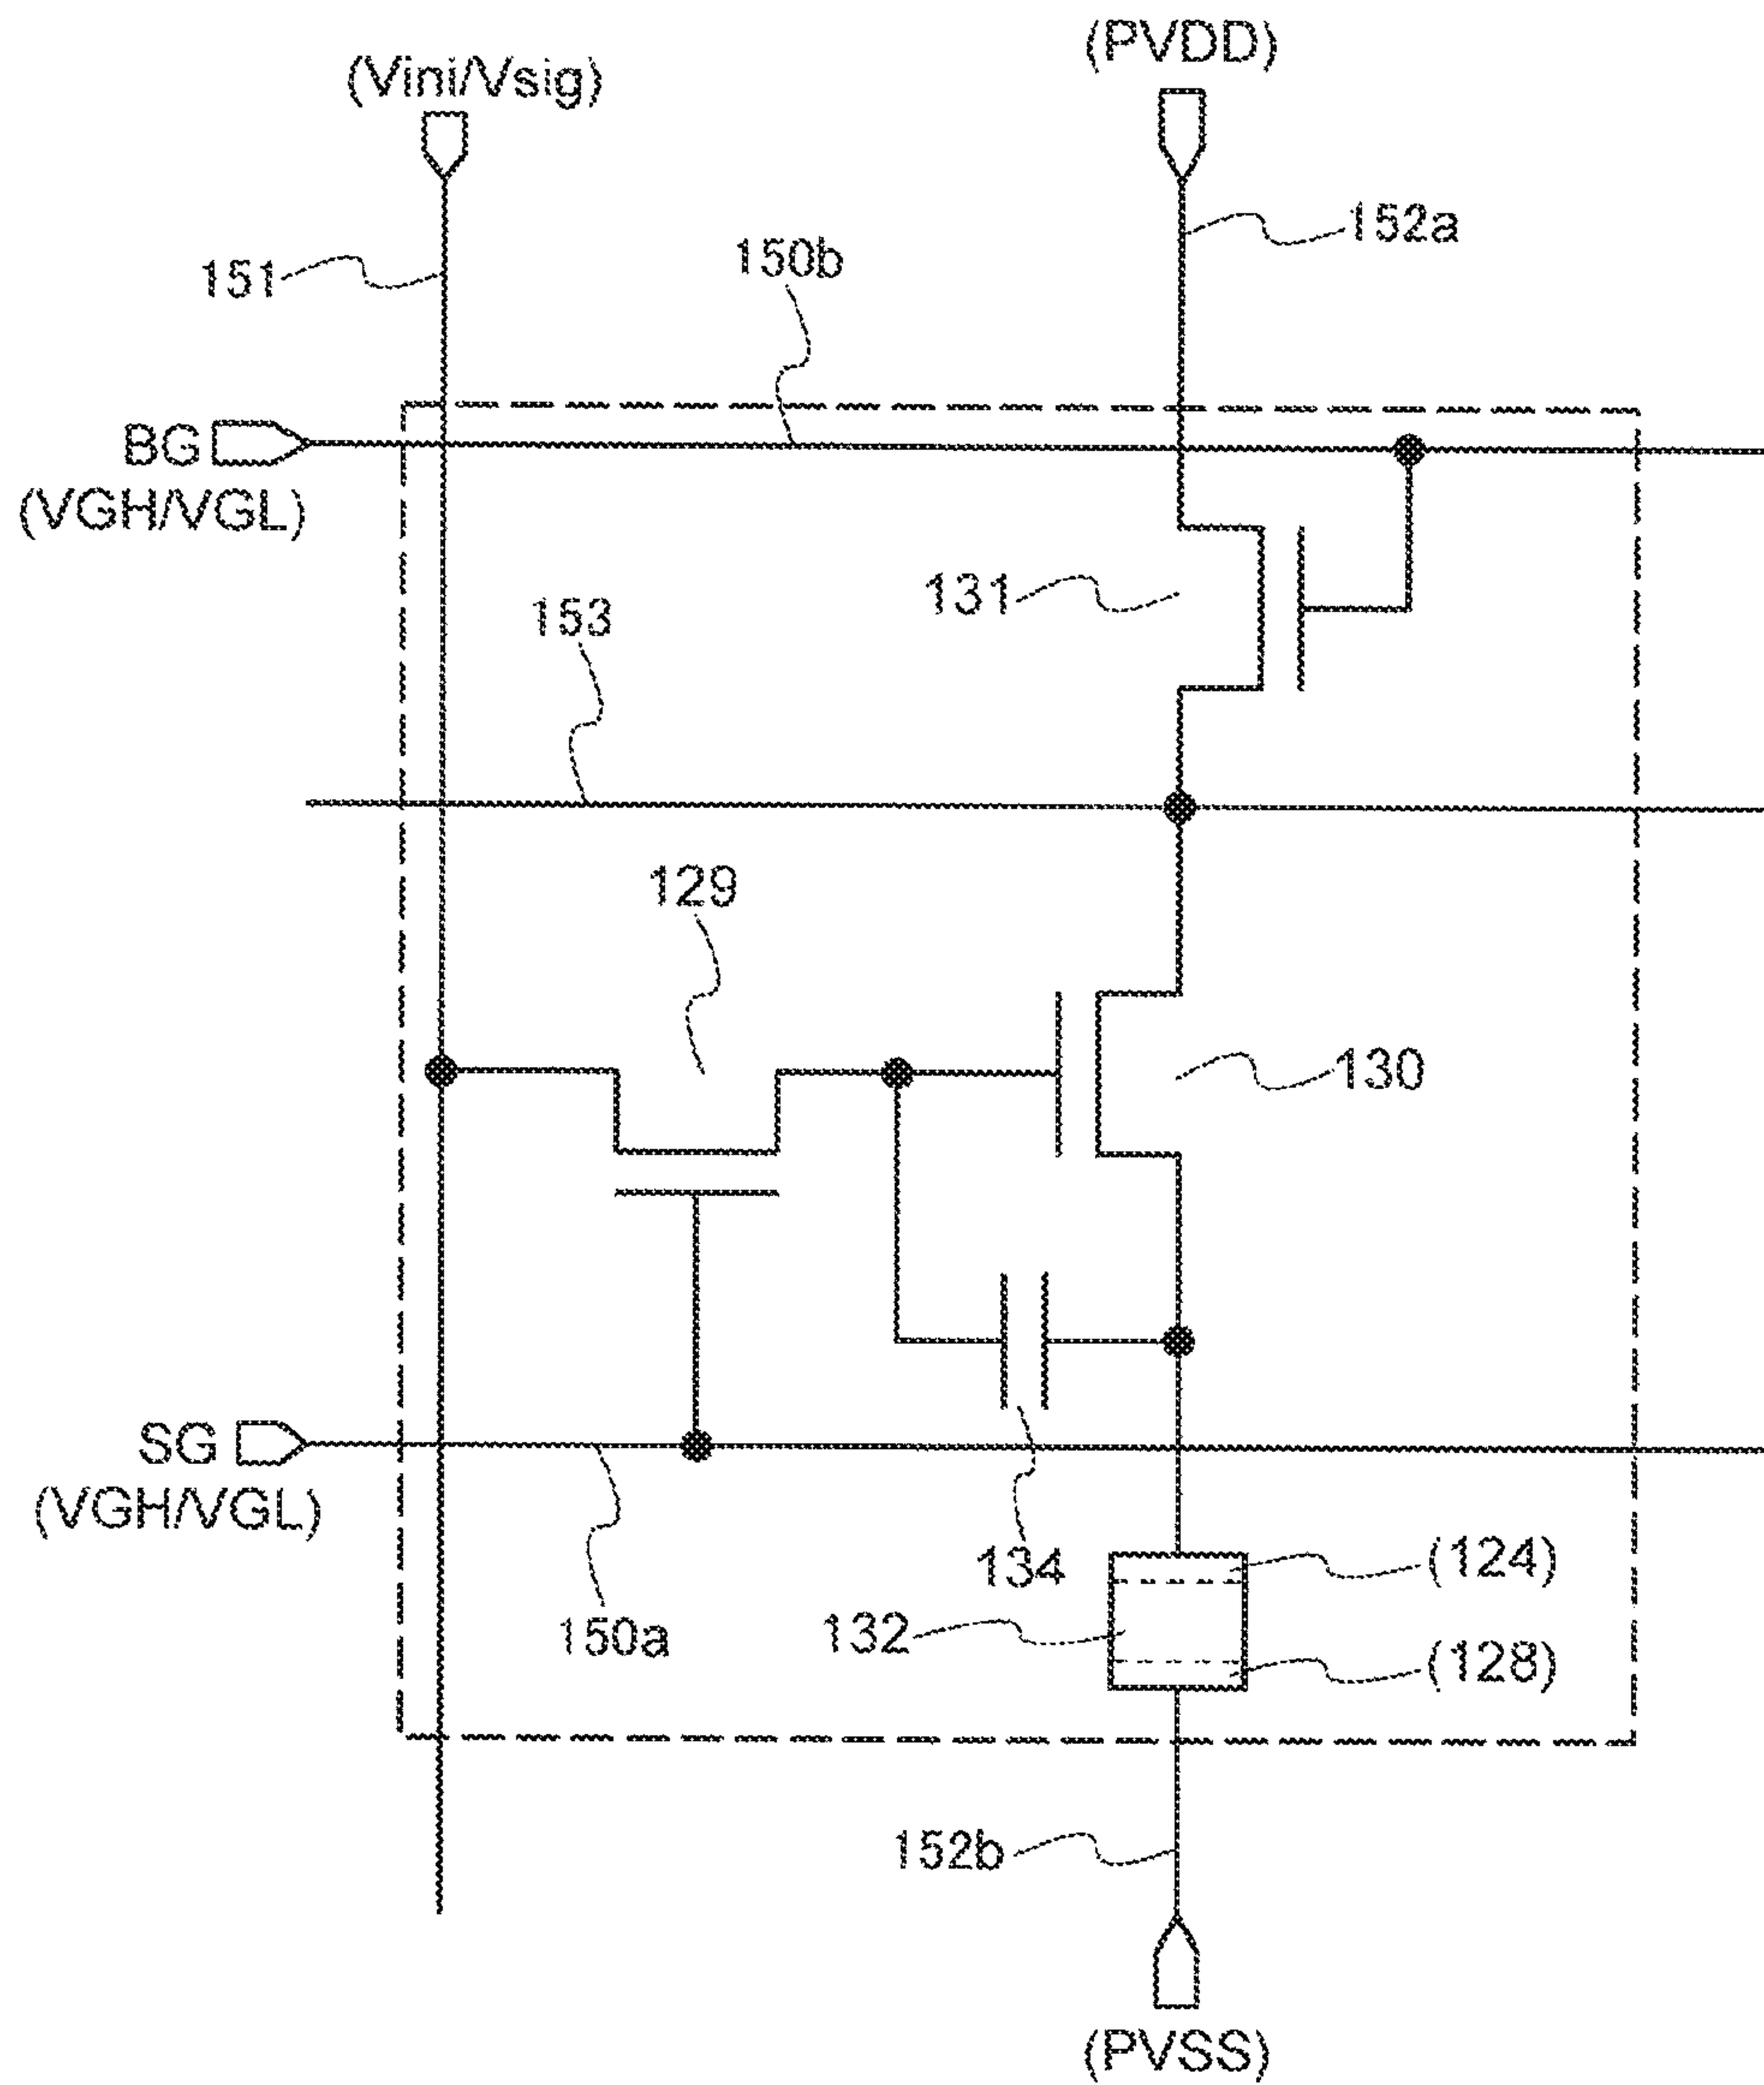 (PVDD)
(Vini/Vsig)
152a
150b
151
BG
(VGH/VGL)
131
153
129
130
SG
(VGH/VGL)
134
(124)
132
150a
(128)
152b
(PVSS)